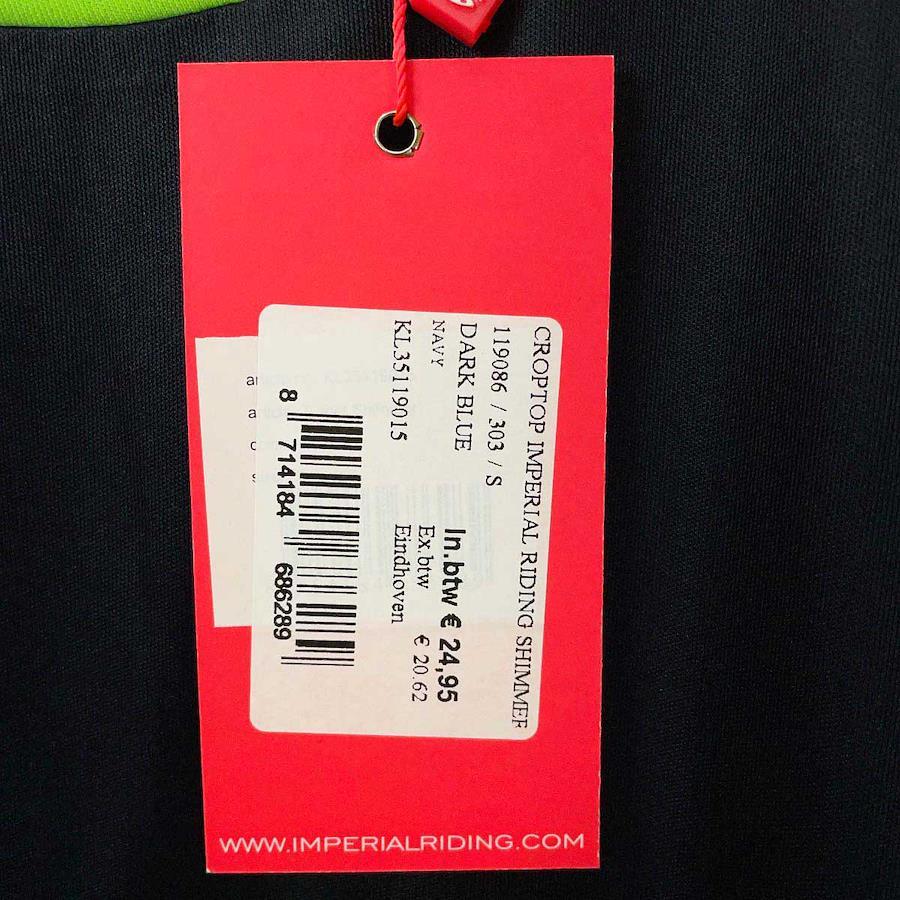 CROPTOP IMPERIAL RIDING SHIMMER
119086 / 303 / S
DARK BLUE
NAVY
KL35119015
In.btw € 24,95
Ex.btw € 20.62
Eindhoven
8 714184 686289
WWW.IMPERIALRIDING.COM